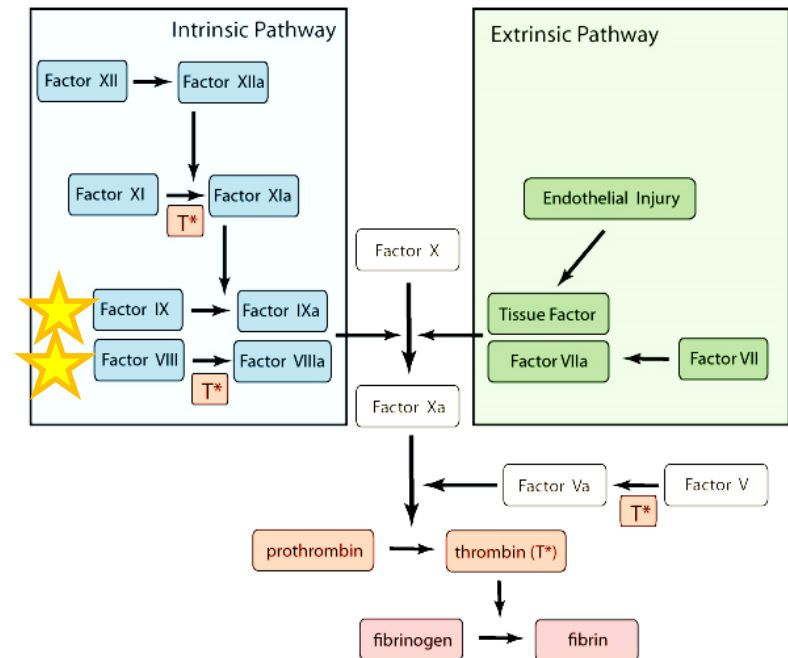 Intrinsic Pathway
Factor XII
Factor XIIa
Factor XI
T*
Factor XIa
Factor IX
Factor IXa
Factor VIII
T*
Factor VIIIa
Factor X
Factor Xa
Extrinsic Pathway
Endothelial Injury
Tissue Factor
Factor VIIa
Factor VII
Factor Va
Factor V
T*
prothrombin
thrombin (T*)
fibrinogen
fibrin